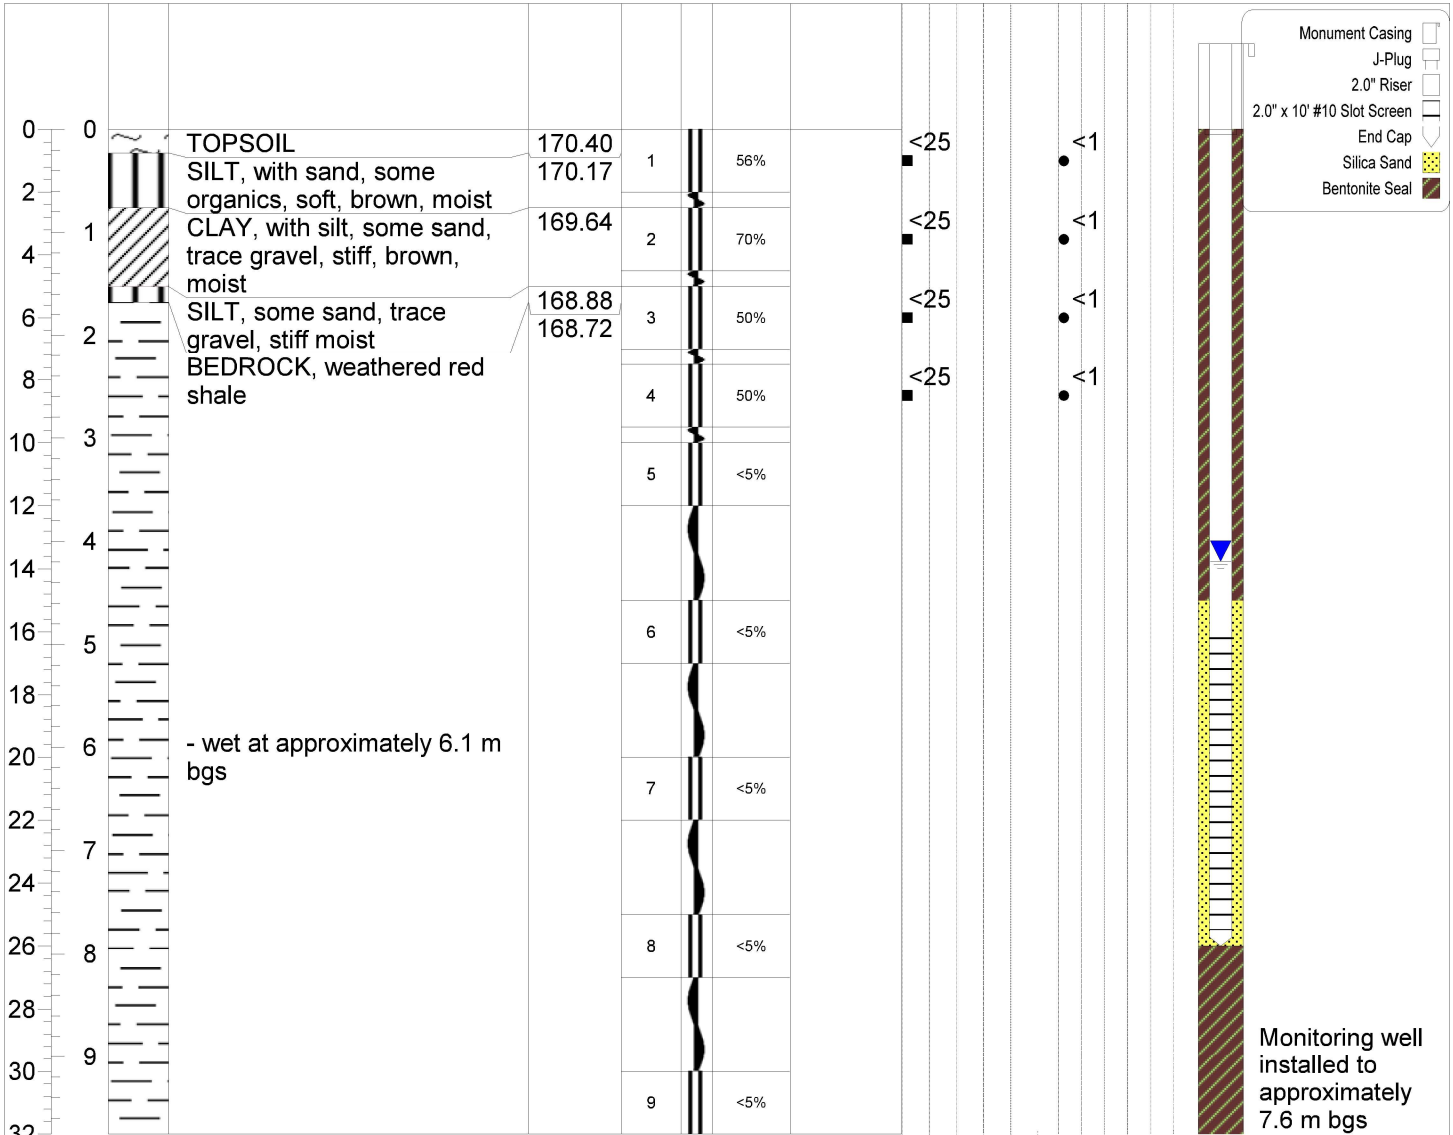 Monument Casing
J-Plug
2.0" Riser
2.0" x 10' #10 Slot Screen
End Cap
Silica Sand
Bentonite Seal
0 0
TOPSOIL 170.40
SILT, with sand, some 170.17
organics, soft, brown, moist
1 56% <25 <1
2
CLAY, with silt, some sand, 169.64
trace gravel, stiff, brown,
moist
1
2 70% <25 <1
4
SILT, some sand, trace 168.88
gravel, stiff moist 168.72
6
3 50% <25 <1
2
BEDROCK, weathered red
shale
8
4 50% <25 <1
10 3
5 <5%
12
4
14
16
6 <5%
5
18
- wet at approximately 6.1 m
bgs
6
20
7 <5%
22
7
24
26
8 <5%
8
28
9
30
9 <5%
32
Monitoring well
installed to
approximately
7.6 m bgs